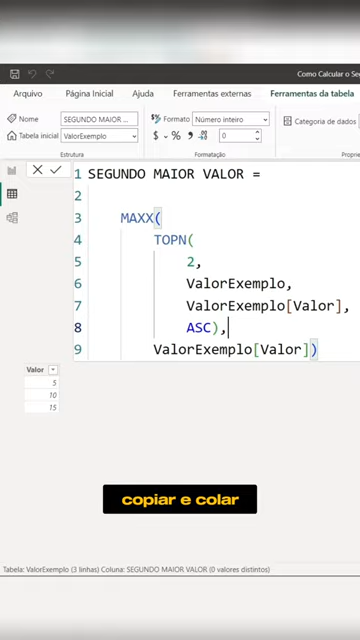 Como Calcular o Se
Arquivo
Página Inicial
Ajuda
Ferramentas externas
Ferramentas da tabela
Nome
SEGUNDO MAIOR VALOR ...
Formato
Número inteiro
Categoria de dados
Tabela inicial
ValorExemplo
$
%
0
Estrutura
Formatação
Proprie
1 SEGUNDO MAIOR VALOR =
2
3 MAXX(
4 TOPN(
5 2,
6 ValorExemplo,
7 ValorExemplo[Valor],
8 ASC),
9 ValorExemplo[Valor])
Valor
5
10
15
copiar e colar
Tabela: ValorExemplo (3 linhas) Coluna: SEGUNDO MAIOR VALOR (0 valores distintos)